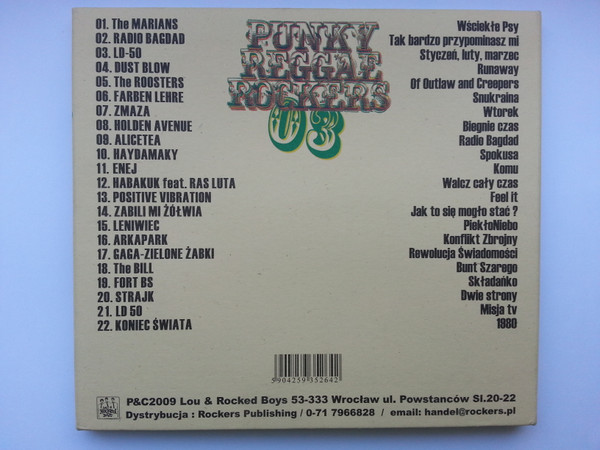 PUNKY
REGGAE
ROCKERS
03
01. The MARIANS Wściekłe Psy
02. RADIO BAGDAD Tak bardzo przypominasz mi
03. LD-50 Styczeń, luty, marzec
04. DUST BLOW Runaway
05. The ROOSTERS Of Outlaw and Creepers
06. FARBEN LEHRE Snukraina
07. ZMAZA Wtorek
08. HOLDEN AVENUE Biegnie czas
09. ALICETEA Radio Bagdad
10. HAYDAMAKY Spokusa
11. ENEJ Komu
12. HABAKUK feat. RAS LUTA Walcz cały czas
13. POSITIVE VIBRATION Feel it
14. ZABILI MI ŻÓŁWIA Jak to się mogło stać ?
15. LENIWIEC PiekłoNiebo
16. ARKAPARK Konflikt Zbrojny
17. GAGA-ZIELONE ŻABKI Rewolucja Świadomości
18. The BILL Bunt Szarego
19. FORT BS Składańko
20. STRAJK Dwie strony
21. LD 50 Misja tv
22. KONIEC ŚWIATA 1980
5904259352642
P&C2009 Lou & Rocked Boys 53-333 Wrocław ul. Powstanców Sl.20-22
Dystrybucja : Rockers Publishing / 0-71 7966828 / email: handel@rockers.pl